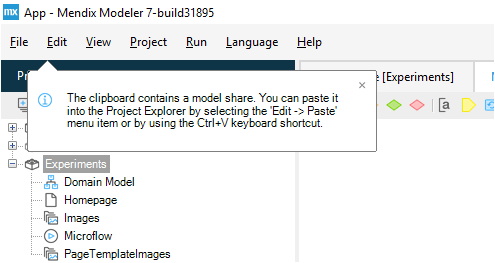 mx App - Mendix Modeler 7-build31895
File Edit View Project Run Language Help
Pr
e [Experiments]
The clipboard contains a model share. You can paste it
into the Project Explorer by selecting the 'Edit -> Paste'
menu item or by using the Ctrl+V keyboard shortcut.
[a
Experiments
Domain Model
Homepage
Images
Microflow
PageTemplateImages